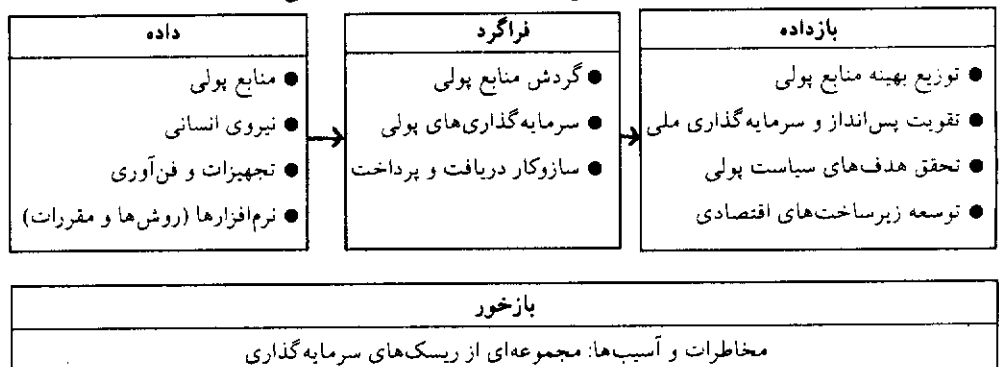 داده
● منابع پولی
● نیروی انسانی
● تجهیزات و فن‌آوری
● نرم‌افزارها (روش‌ها و مقررات)
فراگرد
● گردش منابع پولی
● سرمایه‌گذاری‌های پولی
● سازوکار دریافت و پرداخت
بازداده
● توزیع بهینه منابع پولی
● تقویت پس‌انداز و سرمایه‌گذاری ملی
● تحقق هدف‌های سیاست پولی
● توسعه زیرساخت‌های اقتصادی
بازخور
مخاطرات و آسیب‌ها: مجموعه‌ای از ریسک‌های سرمایه‌گذاری